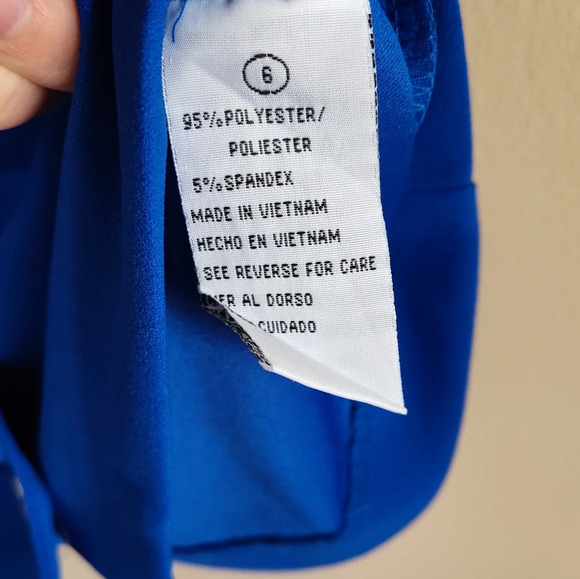 6
95% POLYESTER/
POLIESTER
5% SPANDEX
MADE IN VIETNAM
HECHO EN VIETNAM
SEE REVERSE FOR CARE
AL DORSO
CUIDADO